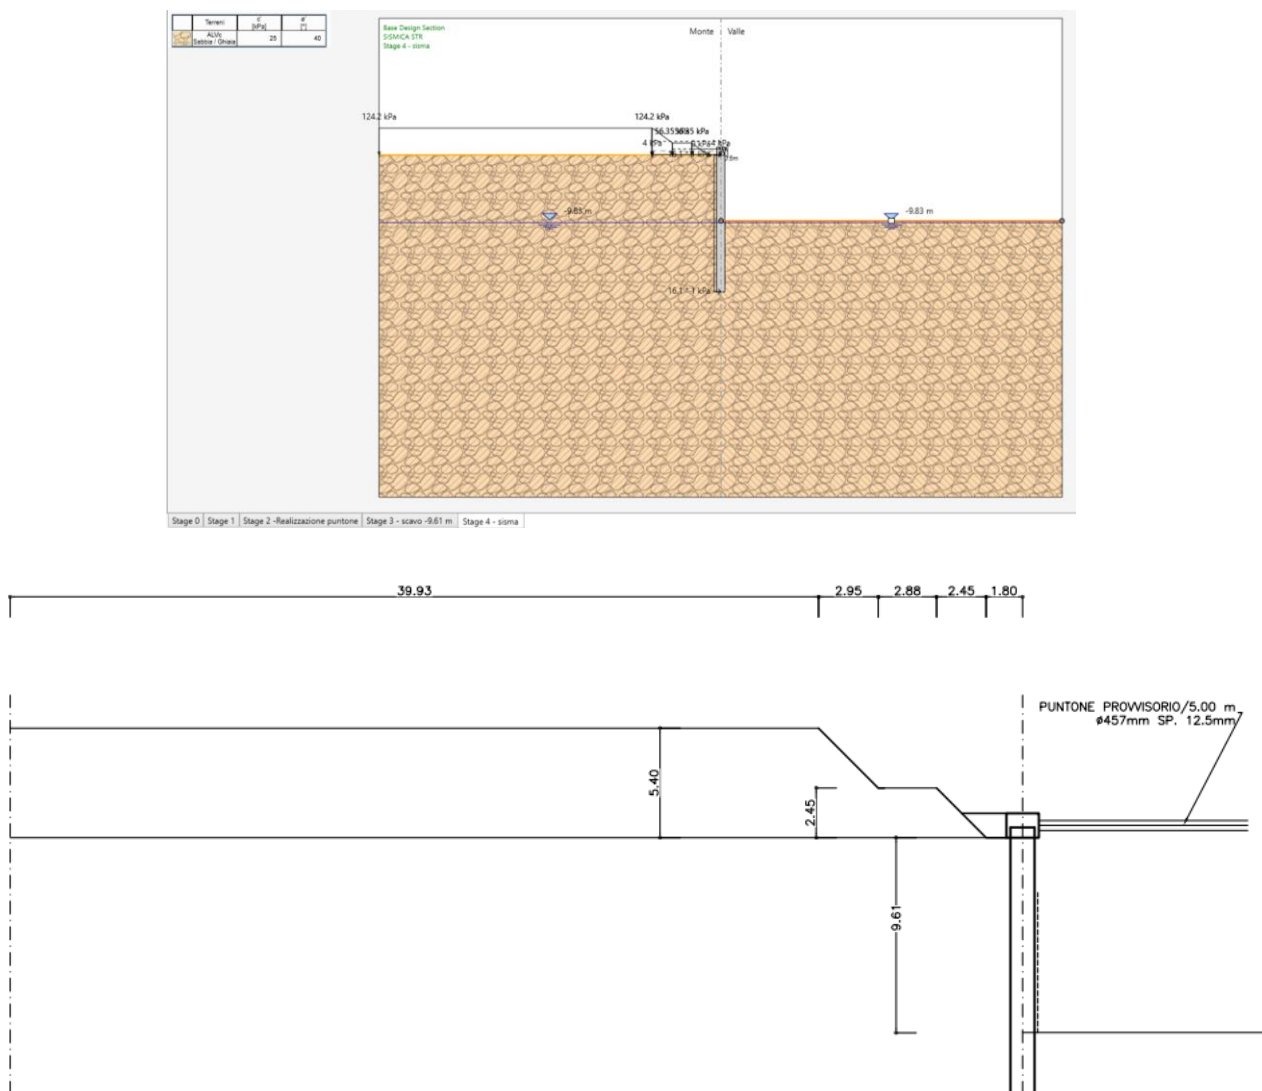 Terreni c' φ'
[kPa] [°]
ALVo
Sabbia / Ghiaia 25 40
Base Design Section
SISMICA STR
Stage 4 - sisma
Monte
Valle
124.2 kPa
124.2 kPa
4 kPa
-9.83 m
-9.83 m
Stage 0
Stage 1
Stage 2 -Realizzazione puntone
Stage 3 - scavo -9.61 m
Stage 4 - sisma
39.93
2.95
2.88
2.45
1.80
PUNTONE PROVVISORIO/5.00 m
ø457mm SP. 12.5mm
5.40
2.45
9.61